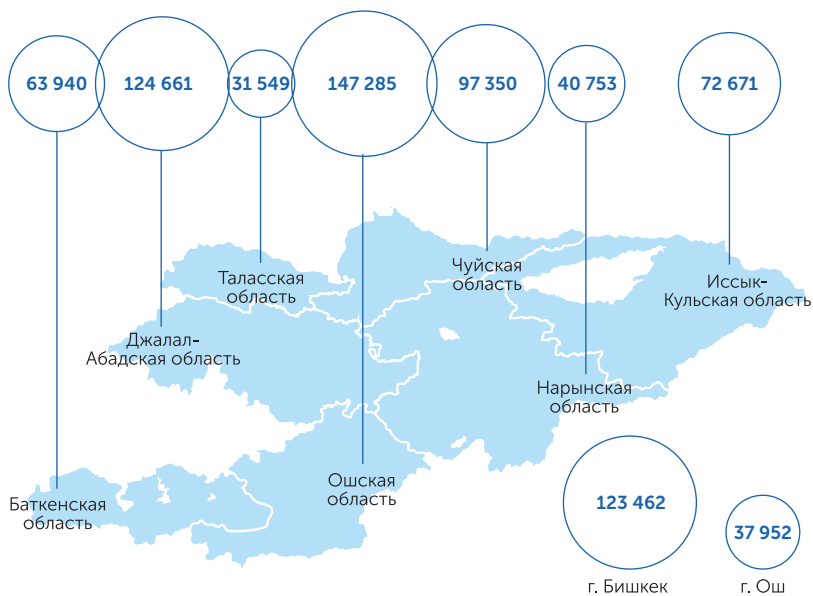 63 940
124 661
31 549
147 285
97 350
40 753
72 671
Таласская
область
Чуйская
область
Иссык-
Кульская область
Джалал-
Абадская область
Нарынская
область
Ошская
область
Баткенская
область
123 462
37 952
г. Бишкек
г. Ош